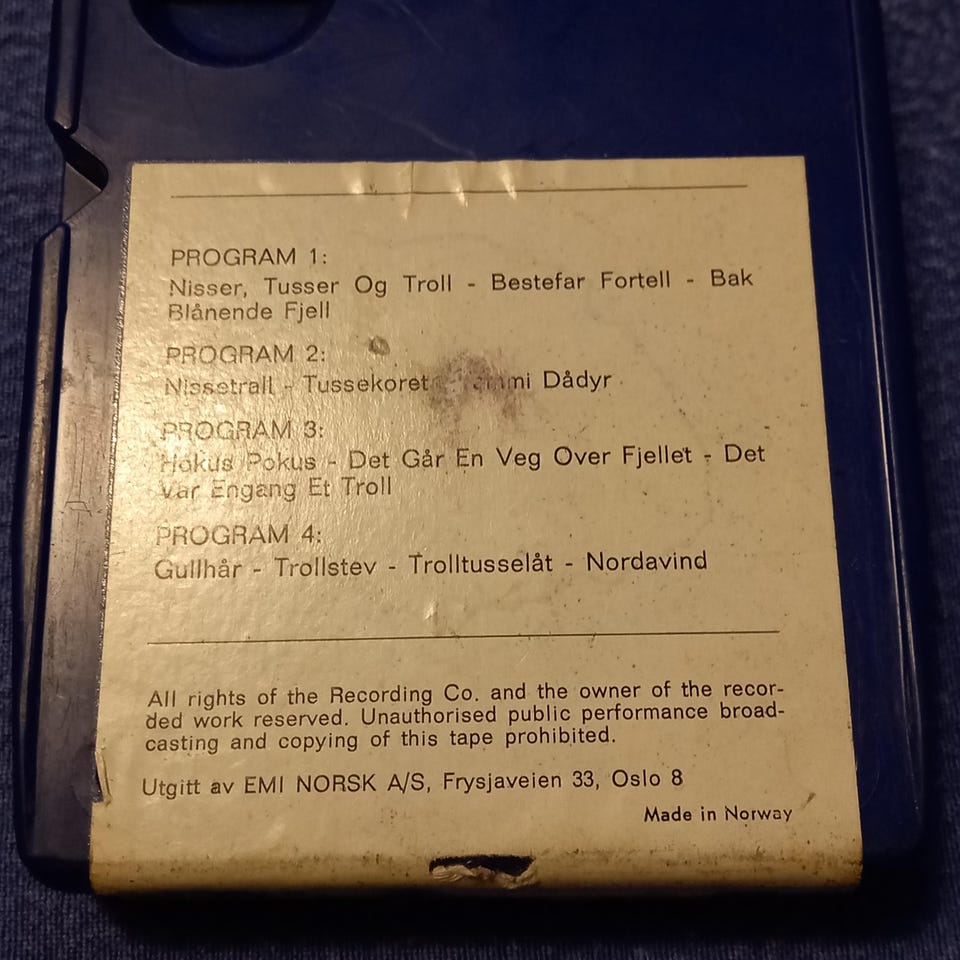 PROGRAM 1:
Nisser, Tusser Og Troll - Bestefar Fortell - Bak
Blånende Fjell
PROGRAM 2:
Nissetrall - Tussekoret Dådyr
PROGRAM 3:
Hokus Pokus - Det Går En Veg Over Fjellet - Det
Var Engang Et Troll
PROGRAM 4:
Gullhår - Trollstev - Trolltusselåt - Nordavind
All rights of the Recording Co. and the owner of the recor-
ded work reserved. Unauthorised public performance broad-
casting and copying of this tape prohibited.
Utgitt av EMI NORSK A/S, Frysjaveien 33, Oslo 8
Made in Norway